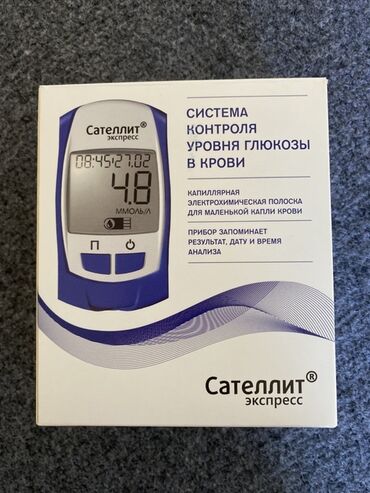 Сателлит®
экспресс
08:45:27.02
4.8
ММОЛЬ/Л
П
СИСТЕМА
КОНТРОЛЯ
УРОВНЯ ГЛЮКОЗЫ
В КРОВИ
КАПИЛЛЯРНАЯ
ЭЛЕКТРОХИМИЧЕСКАЯ ПОЛОСКА
ДЛЯ МАЛЕНЬКОЙ КАПЛИ КРОВИ
ПРИБОР ЗАПОМИНАЕТ
РЕЗУЛЬТАТ, ДАТУ И ВРЕМЯ
АНАЛИЗА
Сателлит®
экспресс